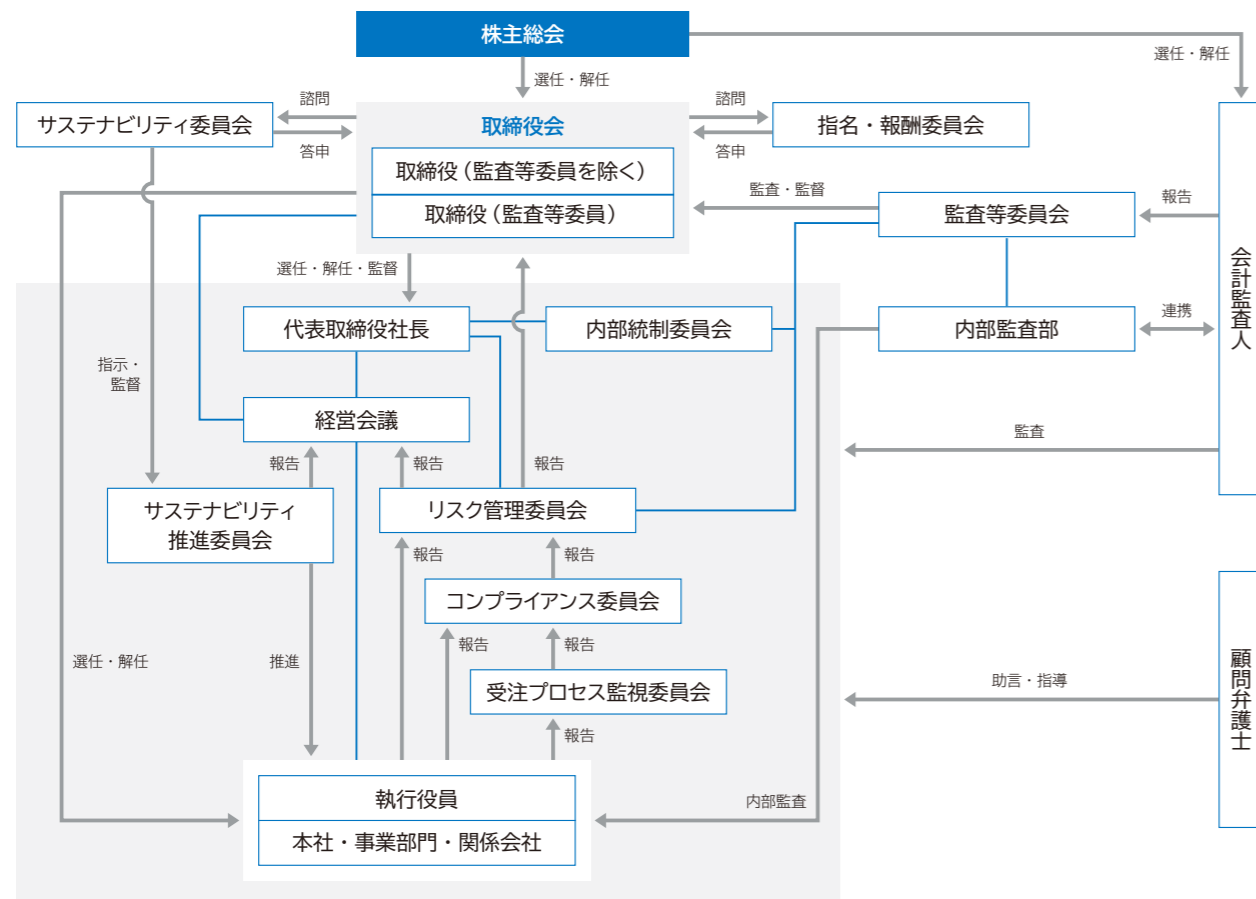 株主総会
選任・解任
選任・解任
サステナビリティ委員会
諮問
答申
取締役会
取締役（監査等委員を除く）
取締役（監査等委員）
諮問
答申
指名・報酬委員会
監査・監督
監査等委員会
報告
会計監査人
選任・解任・監督
代表取締役社長
内部統制委員会
内部監査部
連携
指示・
監督
経営会議
監査
報告
報告
報告
サステナビリティ
推進委員会
リスク管理委員会
報告
報告
コンプライアンス委員会
報告
報告
選任・解任
推進
受注プロセス監視委員会
助言・指導
顧問弁護士
報告
執行役員
本社・事業部門・関係会社
内部監査